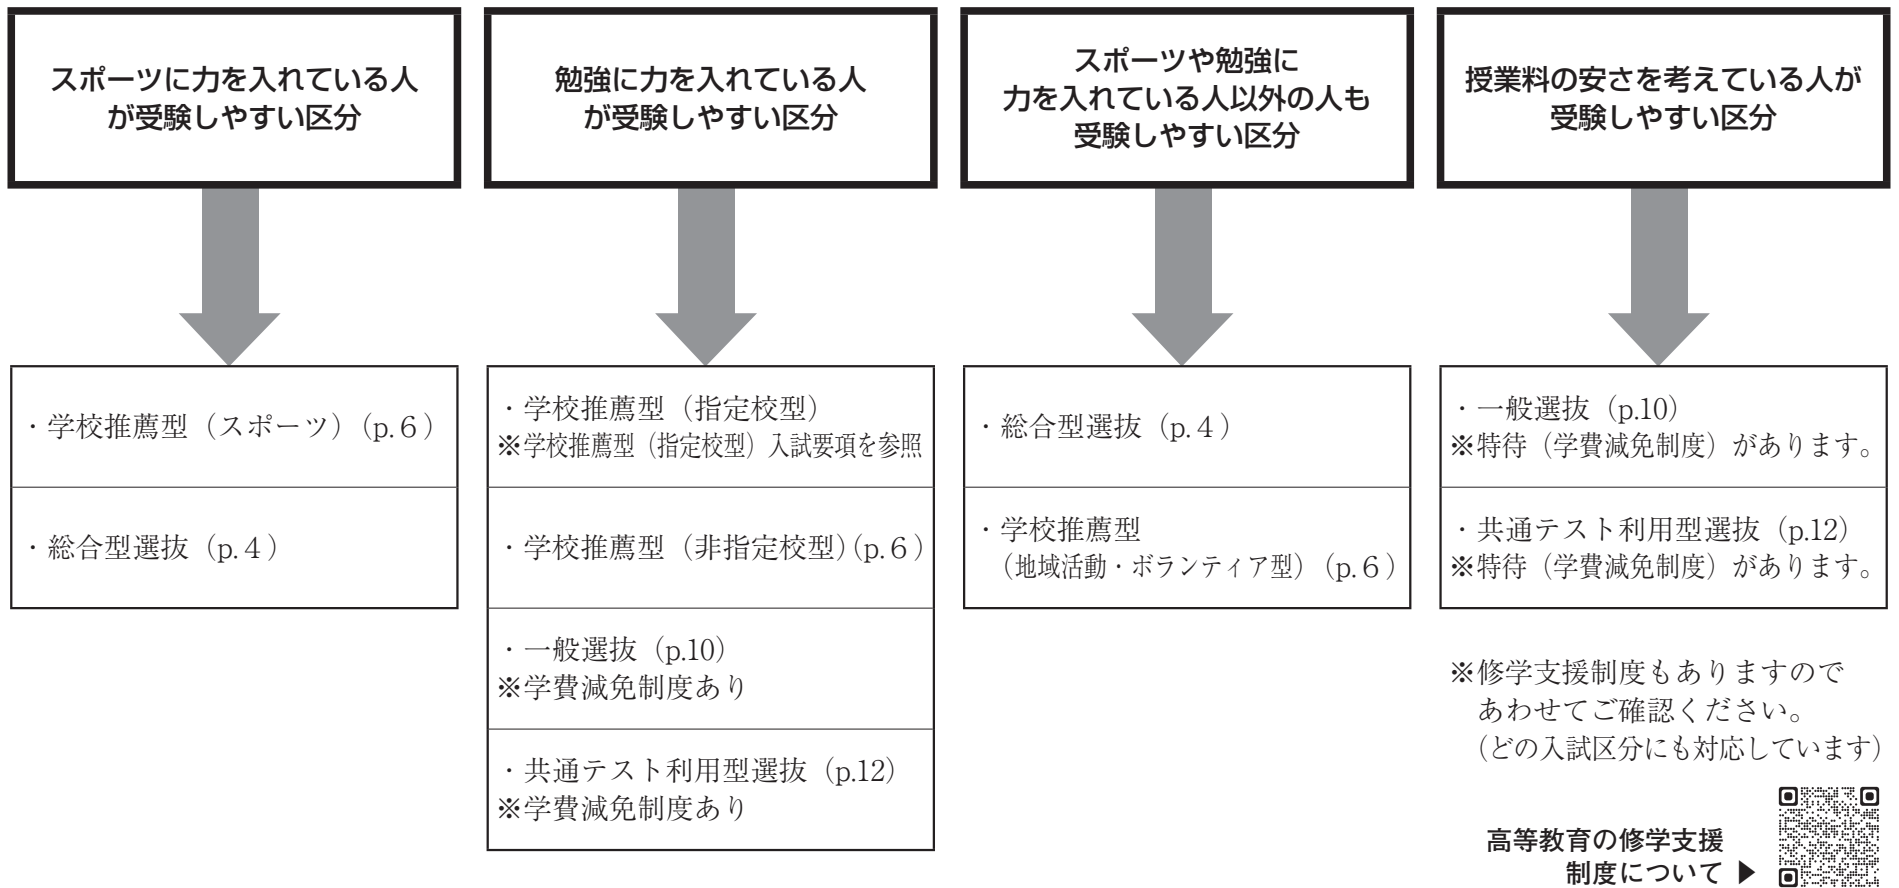 スポーツに力を入れている人
が受験しやすい区分
勉強に力を入れている人
が受験しやすい区分
スポーツや勉強に
力を入れている人以外の人も
受験しやすい区分
授業料の安さを考えている人が
受験しやすい区分
・学校推薦型（スポーツ）（p.６）
・総合型選抜（p.４）
・学校推薦型（指定校型）
※学校推薦型（指定校型）入試要項を参照
・学校推薦型（非指定校型）（p.６）
・一般選抜（p.10）
※学費減免制度あり
・共通テスト利用型選抜（p.12）
※学費減免制度あり
・総合型選抜（p.４）
・学校推薦型
（地域活動・ボランティア型）（p.６）
・一般選抜（p.10）
※特待（学費減免制度）があります。
・共通テスト利用型選抜（p.12）
※特待（学費減免制度）があります。
※修学支援制度もありますので
あわせてご確認ください。
（どの入試区分にも対応しています）
高等教育の修学支援
制度について ▶